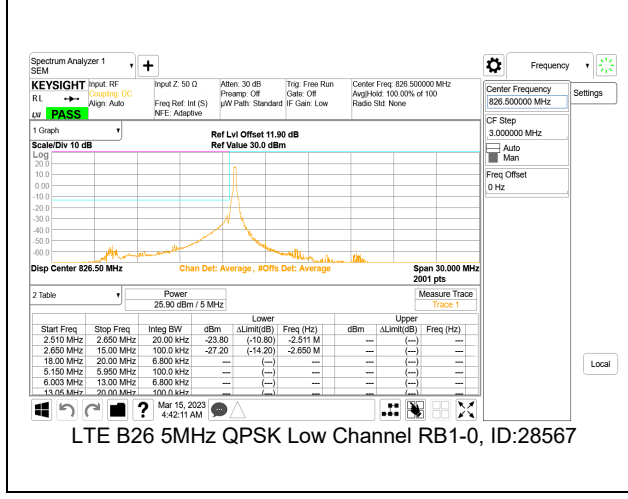 Spectrum Analyzer 1
SEM
Frequency
KEYSIGHT Input: RF Input Z: 50 Ω Atten: 30 dB Trig: Free Run Center Freq: 826.500000 MHz
Coupling: DC Preamp: Off Gate: Off Avg|Hold: 100.00% of 100
R L Align: Auto Freq Ref: Int (S) µW Path: Standard IF Gain: Low Radio Std: None
NFE: Adaptive
LXI PASS
Center Frequency
826.500000 MHz
Settings
CF Step
3.000000 MHz
Auto
Man
Freq Offset
0 Hz
Local
1 Graph
Ref Lvl Offset 11.90 dB
Scale/Div 10 dB Ref Value 30.0 dBm
Log
20.0
10.0
0.00
-10.0
-20.0
-30.0
-40.0
-50.0
-60.0
Disp Center 826.50 MHz Chan Det: Average, #Offs Det: Average Span 30.000 MHz
2001 pts
2 Table Power Measure Trace
25.90 dBm / 5 MHz Trace 1
Lower Upper
Start Freq Stop Freq Integ BW dBm ΔLimit(dB) Freq (Hz) dBm ΔLimit(dB) Freq (Hz)
2.510 MHz 2.650 MHz 20.00 kHz -23.80 (-10.80) -2.511 M --- (---) ---
2.650 MHz 15.00 MHz 100.0 kHz -27.20 (-14.20) -2.650 M --- (---) ---
18.00 MHz 20.00 MHz 6.800 kHz --- (---) --- --- (---) ---
5.150 MHz 5.950 MHz 100.0 kHz --- (---) --- --- (---) ---
6.003 MHz 13.00 MHz 6.800 kHz --- (---) --- --- (---) ---
13.05 MHz 20.00 MHz 100.0 kHz --- (---) --- --- (---) ---
? Mar 15, 2023
4:42:11 AM
LTE B26 5MHz QPSK Low Channel RB1-0, ID:28567